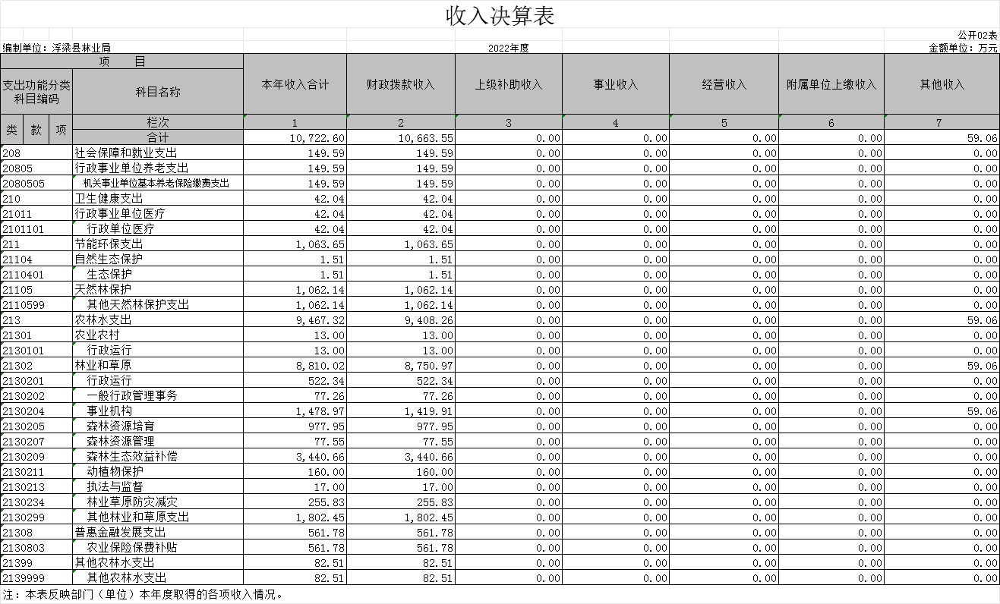 收入决算表
公开02表
编制单位：浮梁县林业局 2022年度 金额单位：万元
项 目 本年收入合计 财政拨款收入 上级补助收入 事业收入 经营收入 附属单位上缴收入 其他收入
支出功能分类科目编码 科目名称
类 款 项 栏次 1 2 3 4 5 6 7
合计 10,722.60 10,663.55 0.00 0.00 0.00 0.00 59.06
208 社会保障和就业支出 149.59 149.59 0.00 0.00 0.00 0.00 0.00
20805 行政事业单位养老支出 149.59 149.59 0.00 0.00 0.00 0.00 0.00
2080505 机关事业单位基本养老保险缴费支出 149.59 149.59 0.00 0.00 0.00 0.00 0.00
210 卫生健康支出 42.04 42.04 0.00 0.00 0.00 0.00 0.00
21011 行政事业单位医疗 42.04 42.04 0.00 0.00 0.00 0.00 0.00
2101101 行政单位医疗 42.04 42.04 0.00 0.00 0.00 0.00 0.00
211 节能环保支出 1,063.65 1,063.65 0.00 0.00 0.00 0.00 0.00
21104 自然生态保护 1.51 1.51 0.00 0.00 0.00 0.00 0.00
2110401 生态保护 1.51 1.51 0.00 0.00 0.00 0.00 0.00
21105 天然林保护 1,062.14 1,062.14 0.00 0.00 0.00 0.00 0.00
2110599 其他天然林保护支出 1,062.14 1,062.14 0.00 0.00 0.00 0.00 0.00
213 农林水支出 9,467.32 9,408.26 0.00 0.00 0.00 0.00 59.06
21301 农业农村 13.00 13.00 0.00 0.00 0.00 0.00 0.00
2130101 行政运行 13.00 13.00 0.00 0.00 0.00 0.00 0.00
21302 林业和草原 8,810.02 8,750.97 0.00 0.00 0.00 0.00 59.06
2130201 行政运行 522.34 522.34 0.00 0.00 0.00 0.00 0.00
2130202 一般行政管理事务 77.26 77.26 0.00 0.00 0.00 0.00 0.00
2130204 事业机构 1,478.97 1,419.91 0.00 0.00 0.00 0.00 59.06
2130205 森林资源培育 977.95 977.95 0.00 0.00 0.00 0.00 0.00
2130207 森林资源管理 77.55 77.55 0.00 0.00 0.00 0.00 0.00
2130209 森林生态效益补偿 3,440.66 3,440.66 0.00 0.00 0.00 0.00 0.00
2130211 动植物保护 160.00 160.00 0.00 0.00 0.00 0.00 0.00
2130213 执法与监督 17.00 17.00 0.00 0.00 0.00 0.00 0.00
2130234 林业草原防灾减灾 255.83 255.83 0.00 0.00 0.00 0.00 0.00
2130299 其他林业和草原支出 1,802.45 1,802.45 0.00 0.00 0.00 0.00 0.00
21308 普惠金融发展支出 561.78 561.78 0.00 0.00 0.00 0.00 0.00
2130803 农业保险保费补贴 561.78 561.78 0.00 0.00 0.00 0.00 0.00
21399 其他农林水支出 82.51 82.51 0.00 0.00 0.00 0.00 0.00
2139999 其他农林水支出 82.51 82.51 0.00 0.00 0.00 0.00 0.00
注：本表反映部门（单位）本年度取得的各项收入情况。